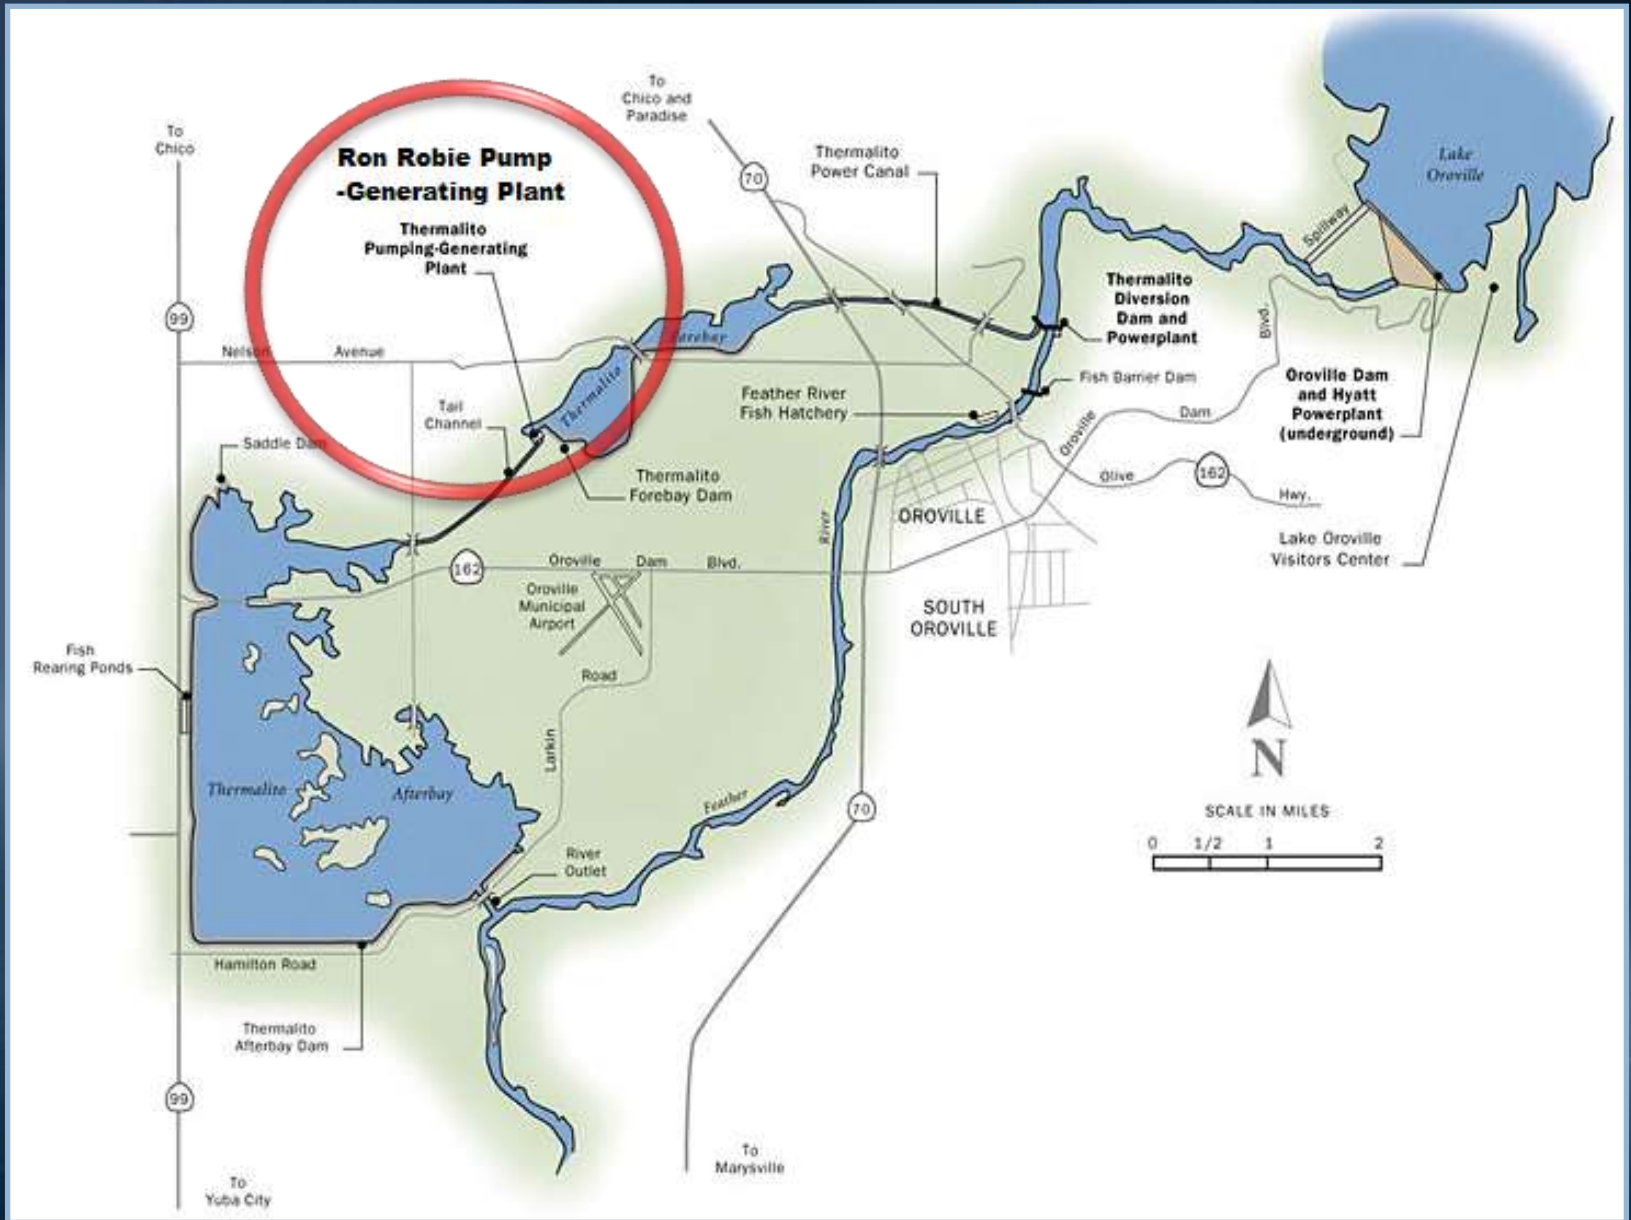 To
Chico and
Paradise
To
Chico
Ron Robie Pump
-Generating Plant
Thermalito
Pumping-Generating
Plant
Thermalito
Power Canal
70
Lake
Oroville
Spillway
Thermalito
Diversion
Dam and
Powerplant
99
Nelson Avenue
Forebay
Thermalito
Blvd.
Fish Barrier Dam
Feather River
Fish Hatchery
Oroville
Dam
Oroville Dam
and Hyatt
Powerplant
(underground)
Tail
Channel
Saddle Dam
Thermalito
Forebay Dam
Olive
162
Hwy.
River
OROVILLE
Lake Oroville
Visitors Center
162
Oroville Dam Blvd.
Oroville
Municipal
Airport
SOUTH
OROVILLE
Fish
Rearing Ponds
Road
Larkin
N
Thermalito Afterbay
Feather
70
SCALE IN MILES
0 1/2 1 2
River
Outlet
Hamilton Road
Thermalito
Afterbay Dam
99
To
Marysville
To
Yuba City